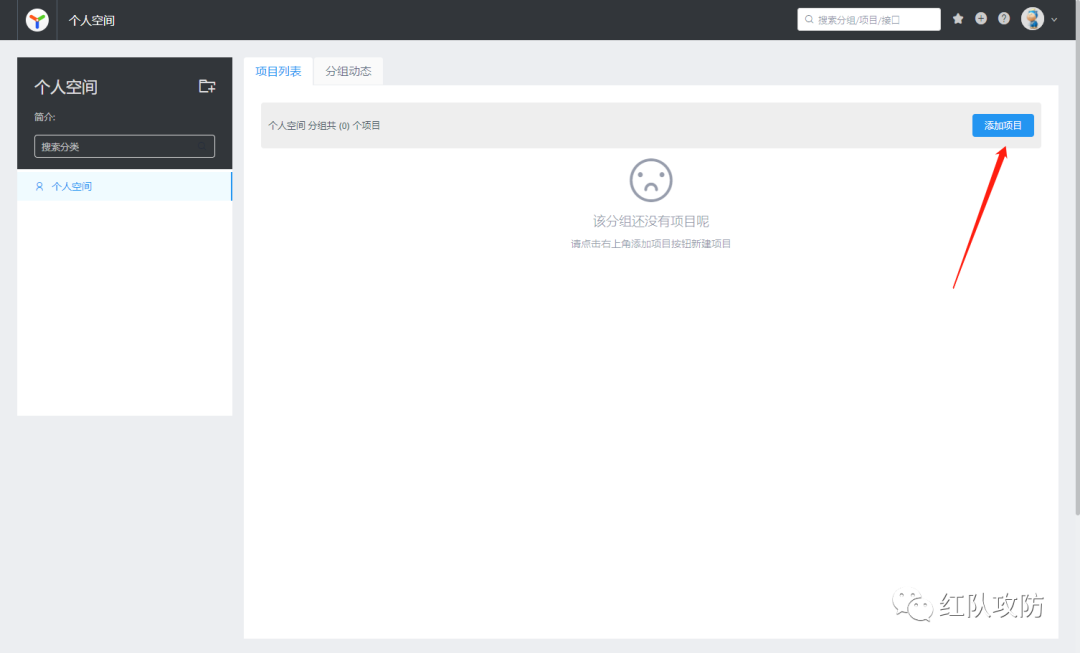 个人空间
搜索分组/项目/接口
个人空间
简介:
搜索分类
个人空间
项目列表
分组动态
个人空间 分组共 (0) 个项目
添加项目
该分组还没有项目呢
请点击右上角添加项目按钮新建项目
红队攻防